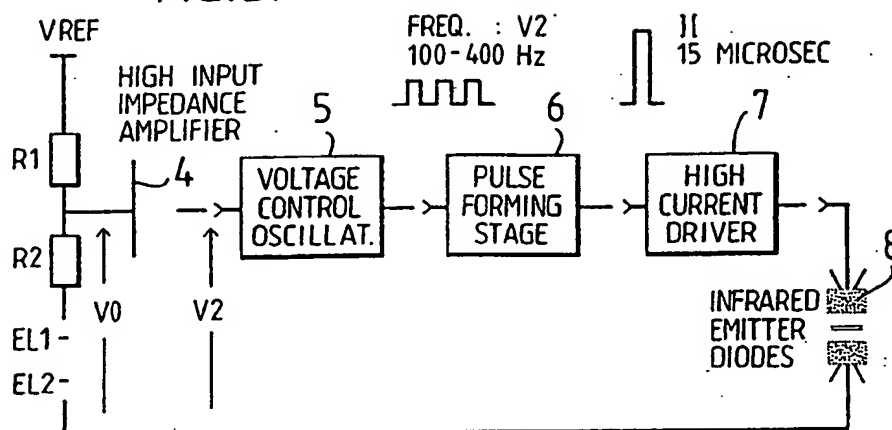 VREF
HIGH INPUT
IMPEDANCE
AMPLIFIER
FREQ. : V2
100-400 Hz
15 MICROSEC
R1
4
5
6
7
VOLTAGE
CONTROL
OSCILLAT.
PULSE
FORMING
STAGE
HIGH
CURRENT
DRIVER
R2
V0
V2
8
INFRARED
EMITTER
DIODES
EL1
EL2